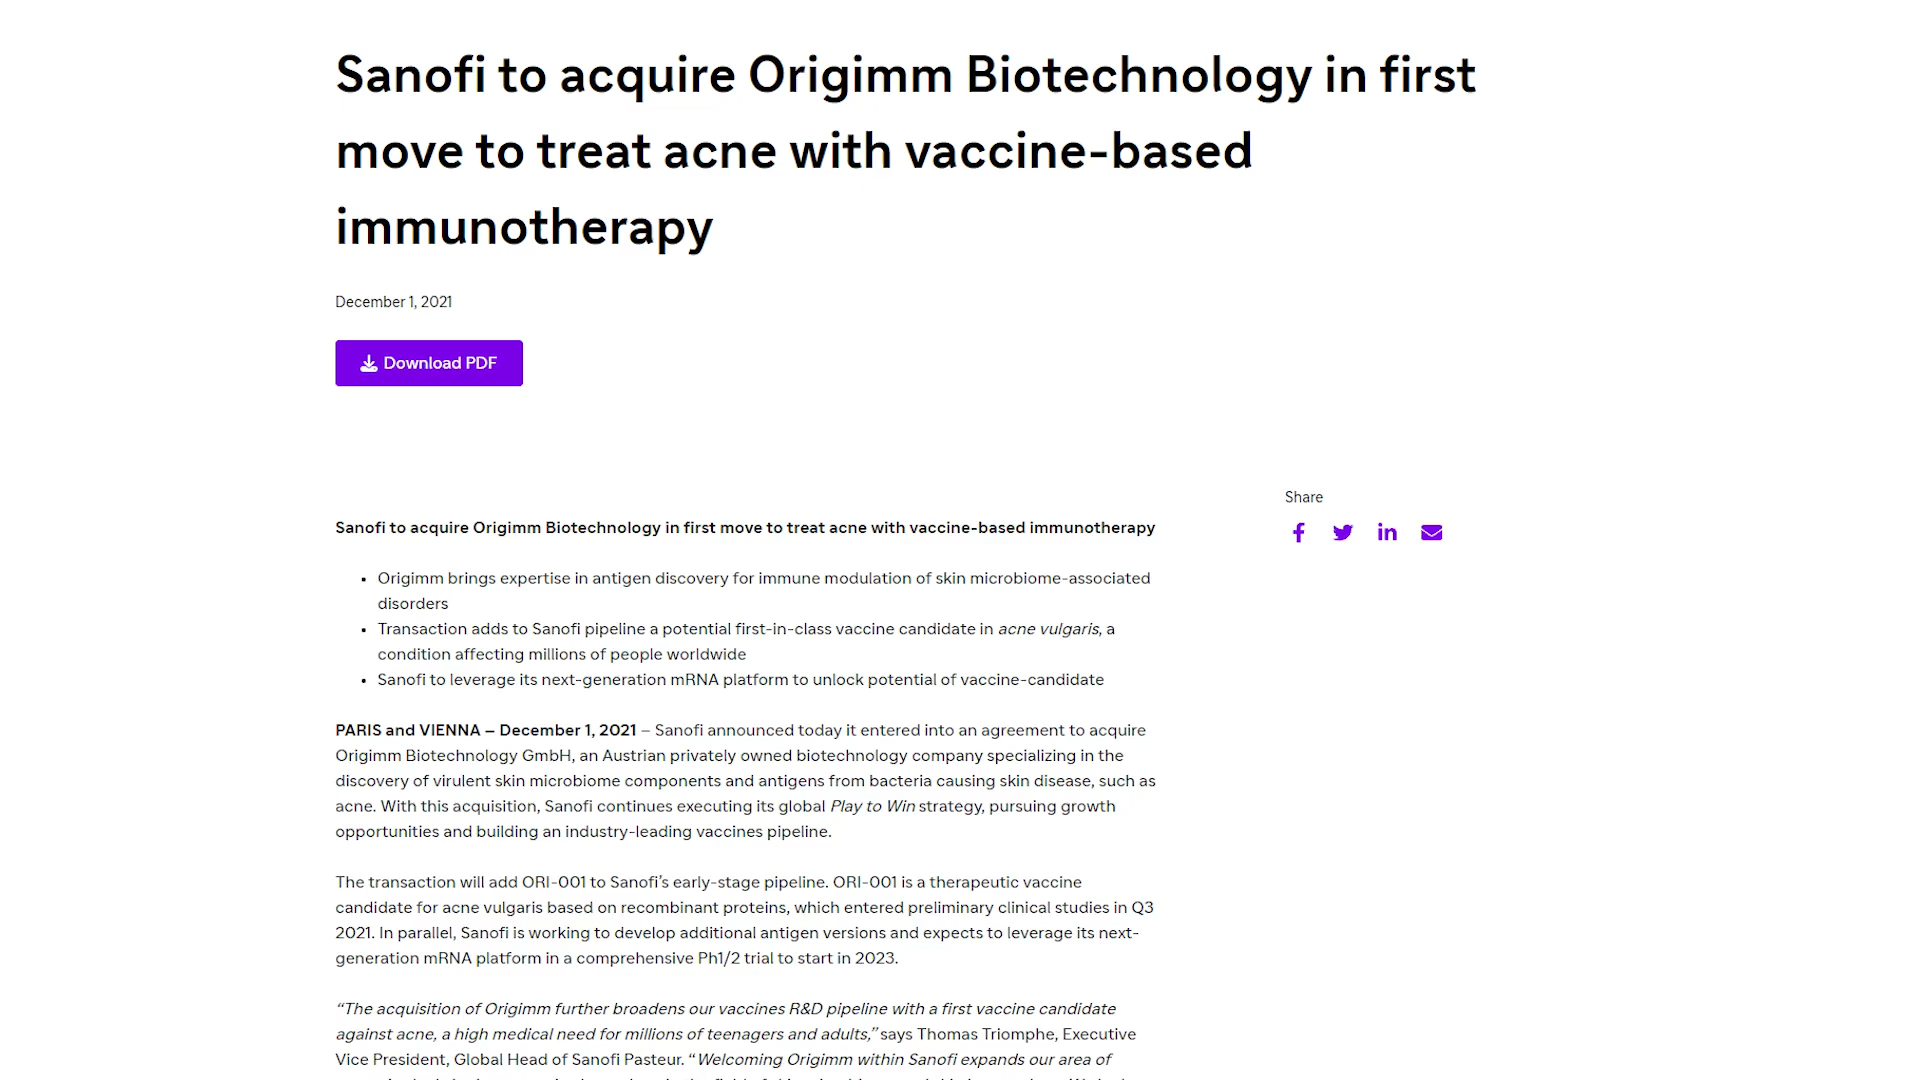 Sanofi to acquire Origimm Biotechnology in first
move to treat acne with vaccine-based
immunotherapy
December 1, 2021
Download PDF
Share
Sanofi to acquire Origimm Biotechnology in first move to treat acne with vaccine-based immunotherapy
• Origimm brings expertise in antigen discovery for immune modulation of skin microbiome-associated
disorders
• Transaction adds to Sanofi pipeline a potential first-in-class vaccine candidate in acne vulgaris, a
condition affecting millions of people worldwide
• Sanofi to leverage its next-generation mRNA platform to unlock potential of vaccine-candidate
PARIS and VIENNA – December 1, 2021 – Sanofi announced today it entered into an agreement to acquire
Origimm Biotechnology GmbH, an Austrian privately owned biotechnology company specializing in the
discovery of virulent skin microbiome components and antigens from bacteria causing skin disease, such as
acne. With this acquisition, Sanofi continues executing its global Play to Win strategy, pursuing growth
opportunities and building an industry-leading vaccines pipeline.
The transaction will add ORI-001 to Sanofi’s early-stage pipeline. ORI-001 is a therapeutic vaccine
candidate for acne vulgaris based on recombinant proteins, which entered preliminary clinical studies in Q3
2021. In parallel, Sanofi is working to develop additional antigen versions and expects to leverage its next-
generation mRNA platform in a comprehensive Ph1/2 trial to start in 2023.
“The acquisition of Origimm further broadens our vaccines R&D pipeline with a first vaccine candidate
against acne, a high medical need for millions of teenagers and adults,” says Thomas Triomphe, Executive
Vice President, Global Head of Sanofi Pasteur. “Welcoming Origimm within Sanofi expands our area of